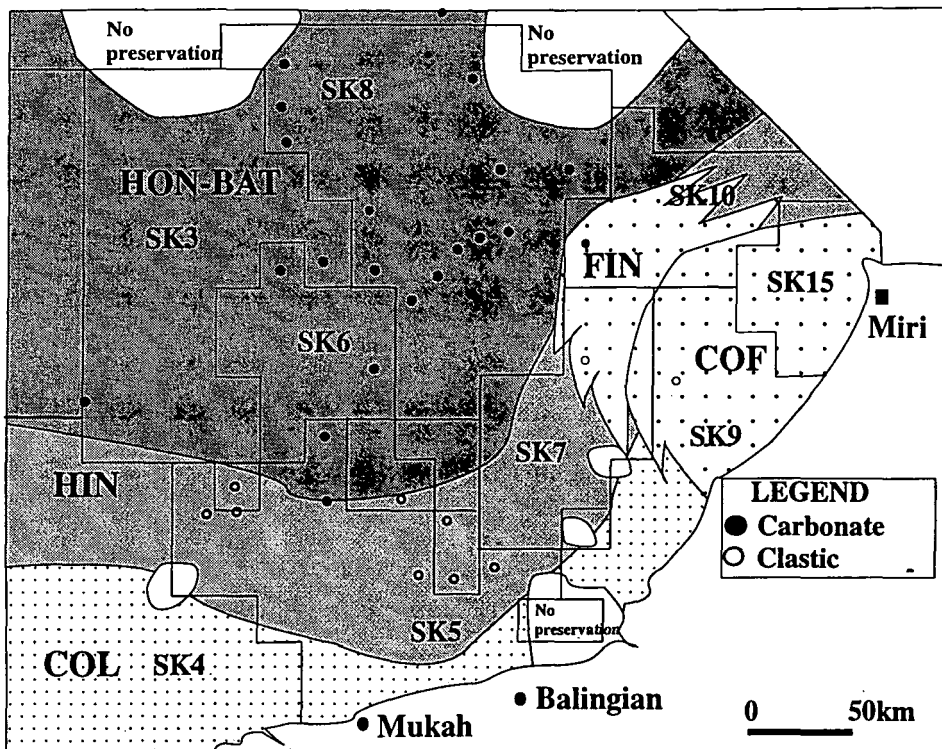 No
preservation
No
preservation
SK8
HON-BAT
SK10
SK3
FIN
SK15
Miri
SK6
COF
SK7
SK9
HIN
LEGEND
Carbonate
Clastic
No
preservation
SK5
COL SK4
Balingian
Mukah
0 50km